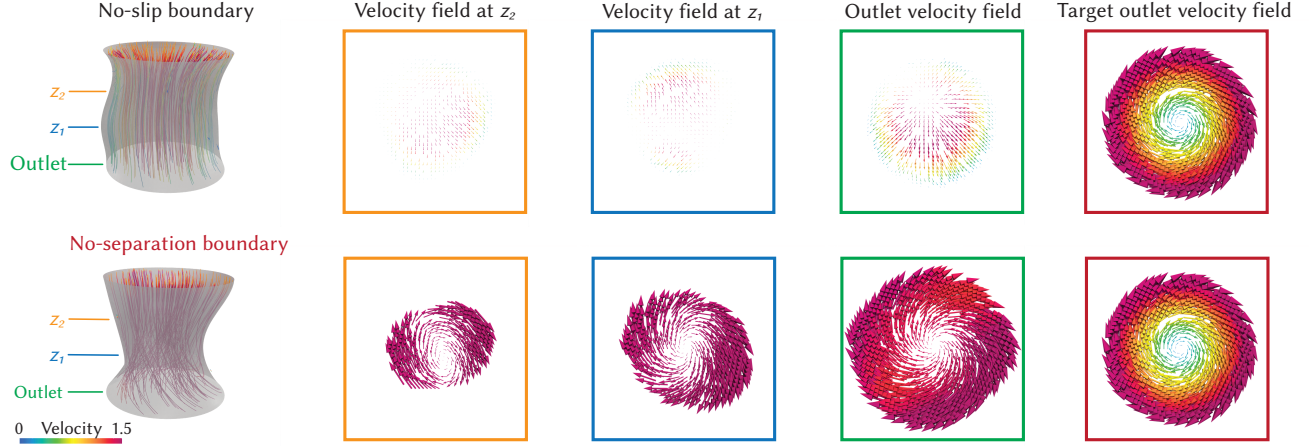 No-slip boundary
Velocity field at z₂
Velocity field at z₁
Outlet velocity field
Target outlet velocity field
z₂
z₁
Outlet
No-separation boundary
z₂
z₁
Outlet
0 Velocity 1.5